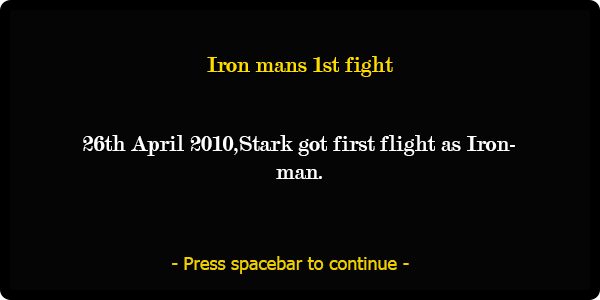 Iron mans 1st fight
26th April 2010,Stark got first flight as Iron-
man.
- Press spacebar to continue -